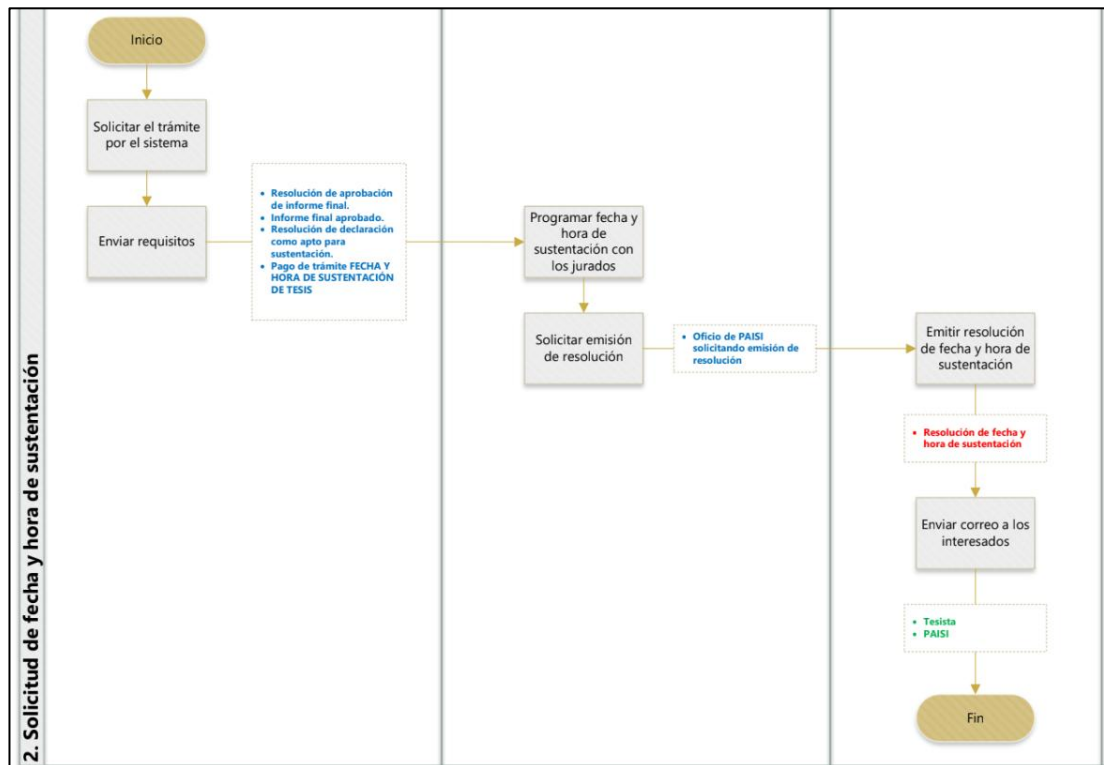 2. Solicitud de fecha y hora de sustentación
Inicio
Solicitar el trámite
por el sistema
Enviar requisitos
• Resolución de aprobación
de informe final.
• Informe final aprobado.
• Resolución de declaración
como apto para
sustentación.
• Pago de trámite FECHA Y
HORA DE SUSTENTACIÓN
DE TESIS
Programar fecha y
hora de
sustentación con
los jurados
Solicitar emisión
de resolución
• Oficio de PAISI
solicitando emisión de
resolución
Emitir resolución
de fecha y hora de
sustentación
• Resolución de fecha y
hora de sustentación
Enviar correo a los
interesados
• Tesista
• PAISI
Fin